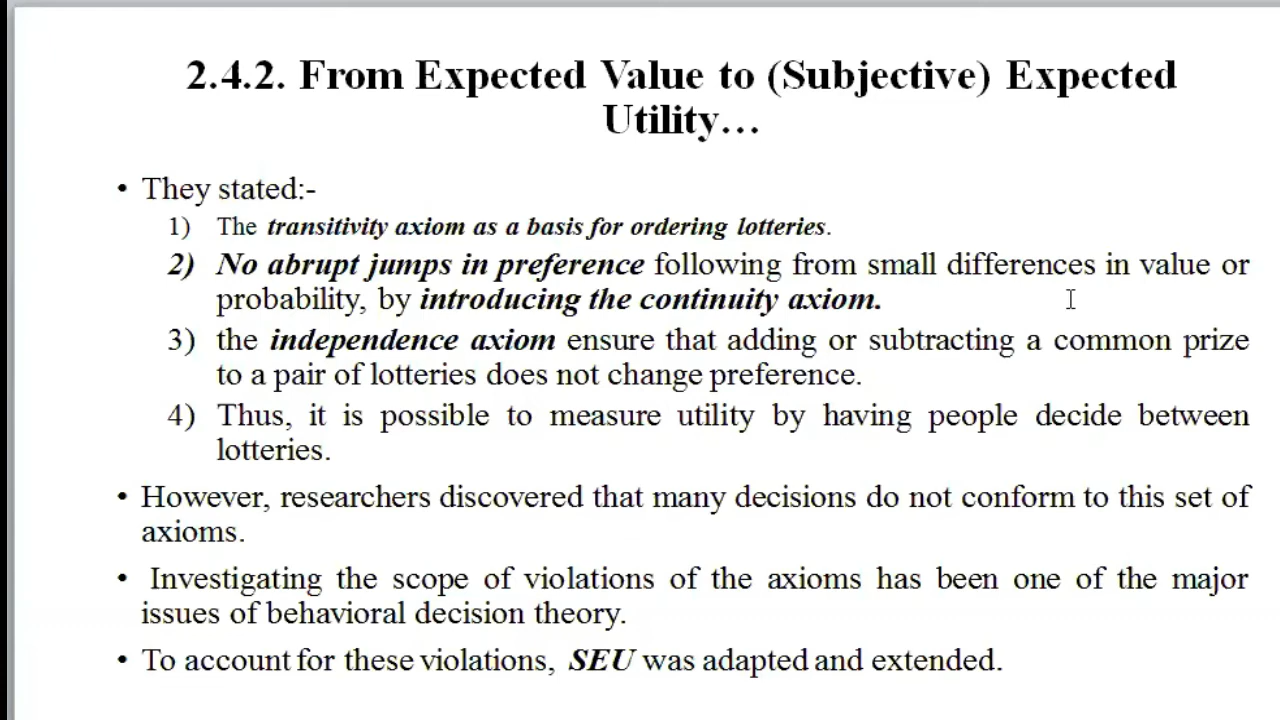 2.4.2. From Expected Value to (Subjective) Expected
Utility…
• They stated:-
1) The transitivity axiom as a basis for ordering lotteries.
2) No abrupt jumps in preference following from small differences in value or
probability, by introducing the continuity axiom.
3) the independence axiom ensure that adding or subtracting a common prize
to a pair of lotteries does not change preference.
4) Thus, it is possible to measure utility by having people decide between
lotteries.
• However, researchers discovered that many decisions do not conform to this set of
axioms.
• Investigating the scope of violations of the axioms has been one of the major
issues of behavioral decision theory.
• To account for these violations, SEU was adapted and extended.